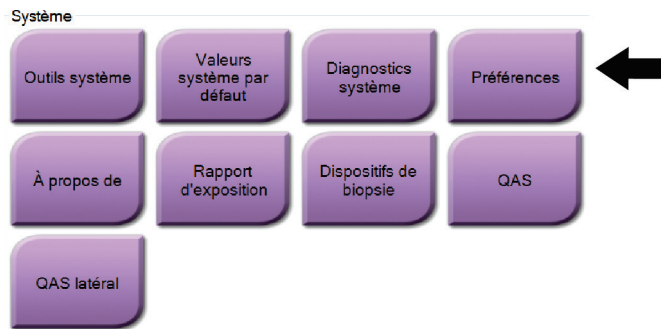 Système
Outils système
Valeurs
système par
défaut
Diagnostics
système
Préférences
À propos de
Rapport
d'exposition
Dispositifs de
biopsie
QAS
QAS latéral